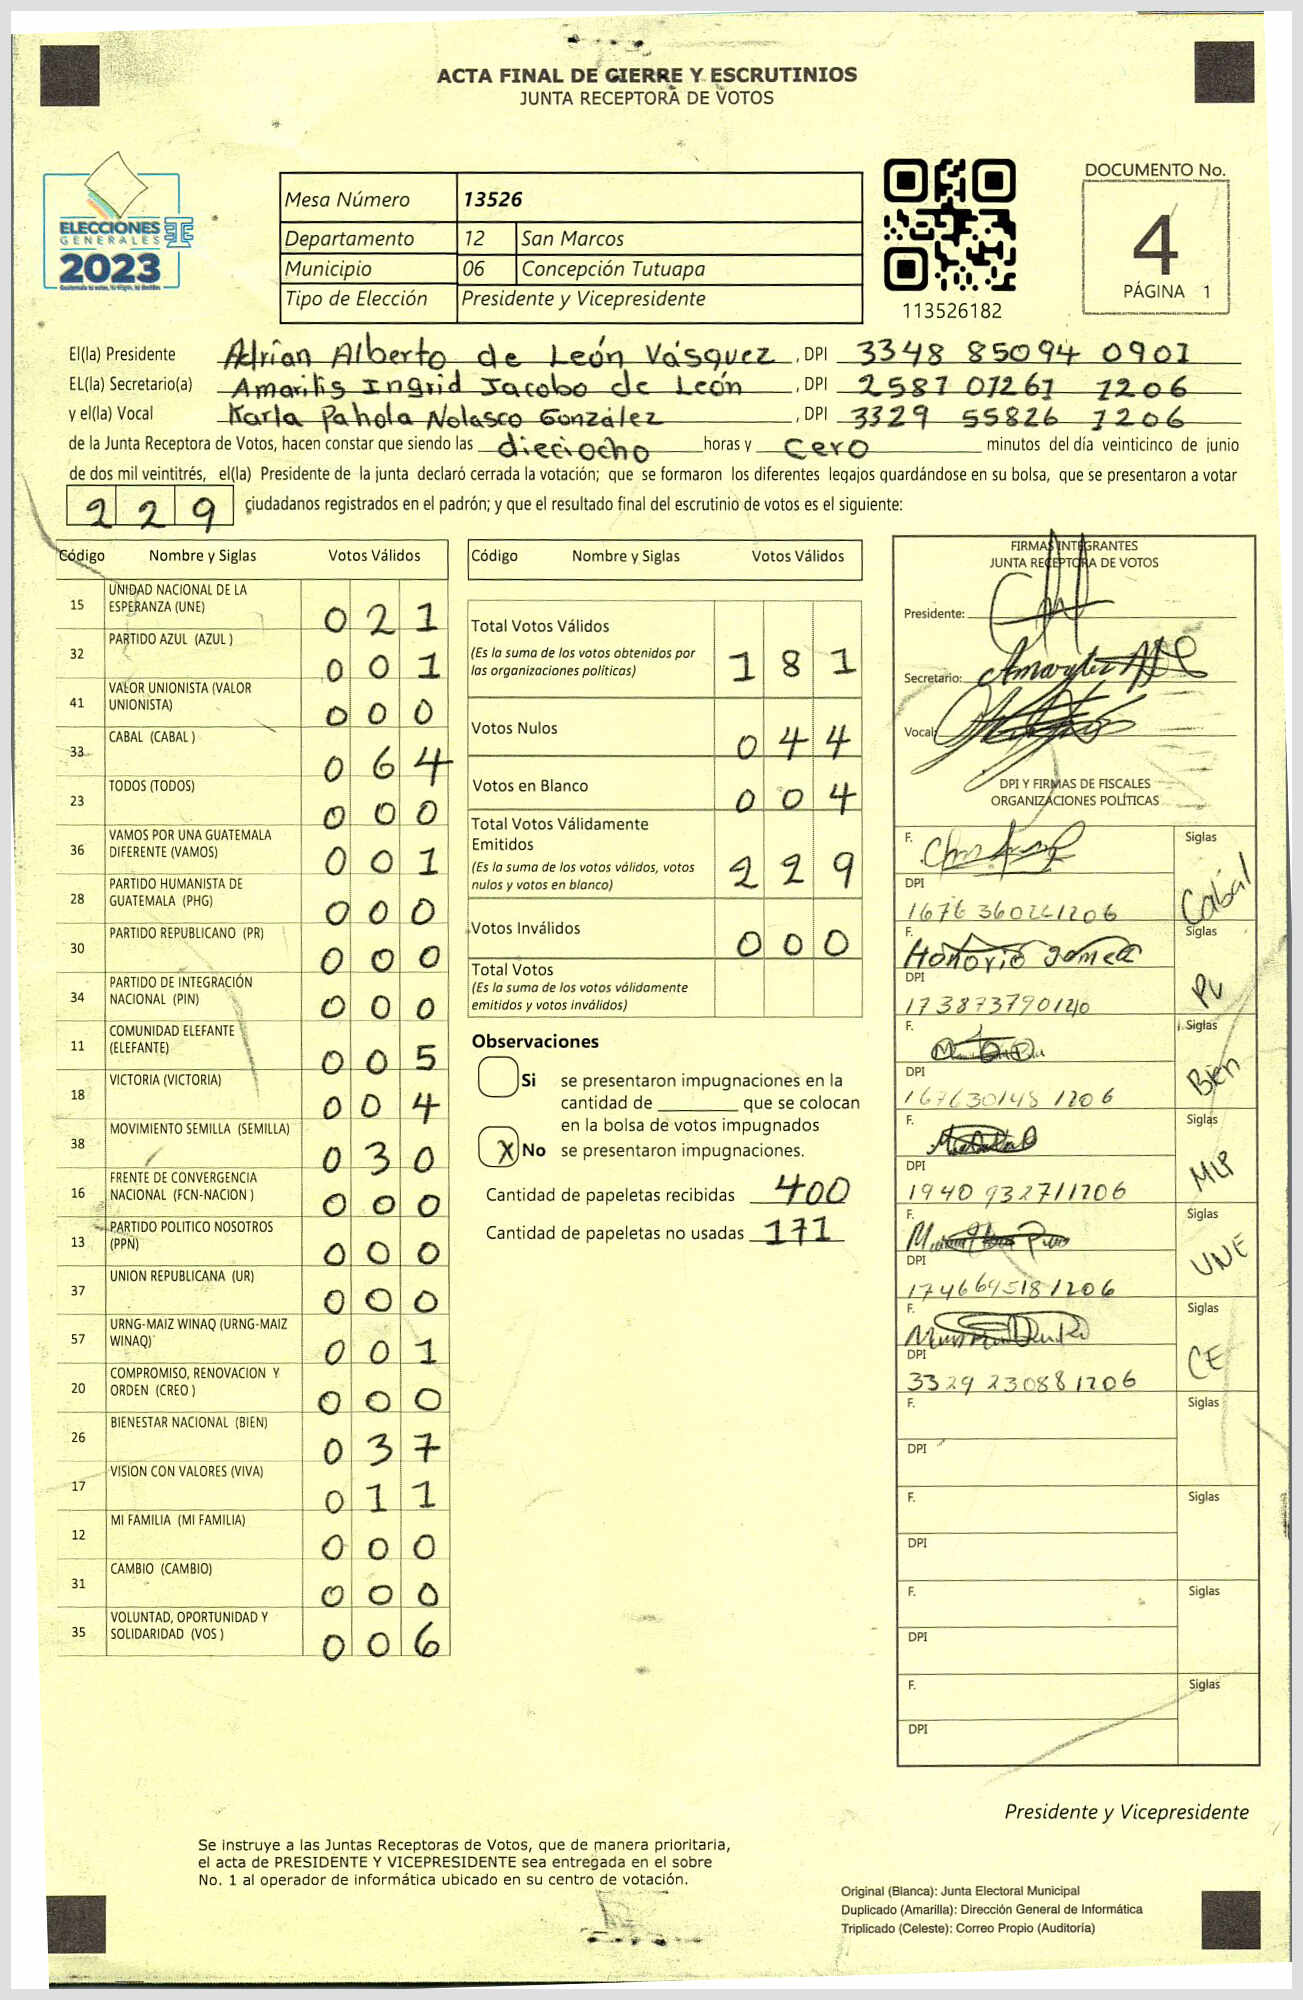 ACTA FINAL DE CIERRE Y ESCRUTINIOS
JUNTA RECEPTORA DE VOTOS
ELECCIONES
GENERALES
2023
Mesa Número 13526
Departamento 12 San Marcos
Municipio 06 Concepción Tutuapa
Tipo de Elección Presidente y Vicepresidente
113526182
DOCUMENTO No.
4
PÁGINA 1
El(la) Presidente Adrían Alberto de León Vásquez , DPI 3348 85094 0901
EL(la) Secretario(a) Amarilis Ingrid Jacobo de León , DPI 2587 07261 1206
y el(la) Vocal Karla Pahola Nolasco González , DPI 3329 55826 1206
de la Junta Receptora de Votos, hacen constar que siendo las dieciocho horas y cero minutos del día veinticinco de junio
de dos mil veintitrés, el(la) Presidente de la junta declaró cerrada la votación; que se formaron los diferentes legajos quardándose en su bolsa, que se presentaron a votar
229 ciudadanos registrados en el padrón; y que el resultado final del escrutinio de votos es el siguiente:
Código Nombre y Siglas Votos Válidos
15 UNIDAD NACIONAL DE LA ESPERANZA (UNE) 021
32 PARTIDO AZUL (AZUL ) 001
41 VALOR UNIONISTA (VALOR UNIONISTA) 000
33 CABAL (CABAL ) 064
23 TODOS (TODOS) 000
36 VAMOS POR UNA GUATEMALA DIFERENTE (VAMOS) 001
28 PARTIDO HUMANISTA DE GUATEMALA (PHG) 000
30 PARTIDO REPUBLICANO (PR) 000
34 PARTIDO DE INTEGRACIÓN NACIONAL (PIN) 000
11 COMUNIDAD ELEFANTE (ELEFANTE) 005
18 VICTORIA (VICTORIA) 004
38 MOVIMIENTO SEMILLA (SEMILLA) 030
16 FRENTE DE CONVERGENCIA NACIONAL (FCN-NACION ) 000
13 PARTIDO POLITICO NOSOTROS (PPN) 000
37 UNION REPUBLICANA (UR) 000
57 URNG-MAIZ WINAQ (URNG-MAIZ WINAQ) 001
20 COMPROMISO, RENOVACION Y ORDEN (CREO ) 000
26 BIENESTAR NACIONAL (BIEN) 037
17 VISION CON VALORES (VIVA) 011
12 MI FAMILIA (MI FAMILIA) 000
31 CAMBIO (CAMBIO) 000
35 VOLUNTAD, OPORTUNIDAD Y SOLIDARIDAD (VOS ) 006
Código Nombre y Siglas Votos Válidos
Total Votos Válidos
(Es la suma de los votos obtenidos por las organizaciones políticas) 181
Votos Nulos 044
Votos en Blanco 004
Total Votos Válidamente Emitidos
(Es la suma de los votos válidos, votos nulos y votos en blanco) 229
Votos Inválidos 000
Total Votos
(Es la suma de los votos válidamente emitidos y votos inválidos)
Observaciones
Si se presentaron impugnaciones en la
cantidad de ________ que se colocan
en la bolsa de votos impugnados
X No se presentaron impugnaciones.
Cantidad de papeletas recibidas 400
Cantidad de papeletas no usadas 171
FIRMAS INTEGRANTES
JUNTA RECEPTORA DE VOTOS
Presidente:
Secretario:
Vocal:
DPI Y FIRMAS DE FISCALES
ORGANIZACIONES POLÍTICAS
F. Siglas Cabal
DPI
F. Honorio Gomez Siglas
DPI
F. Siglas Bien
DPI 167630148 1206
F. Siglas MLP
DPI 1940 932711206
F. Siglas UNE
DPI 1746645181206
F. Siglas CE
DPI 3329 23088 1206
F. Siglas
DPI
F. Siglas
DPI
F. Siglas
DPI
F. Siglas
DPI
Presidente y Vicepresidente
Se instruye a las Juntas Receptoras de Votos, que de manera prioritaria,
el acta de PRESIDENTE Y VICEPRESIDENTE sea entregada en el sobre
No. 1 al operador de informática ubicado en su centro de votación.
Original (Blanca): Junta Electoral Municipal
Duplicado (Amarilla): Dirección General de Informática
Triplicado (Celeste): Correo Propio (Auditoría)